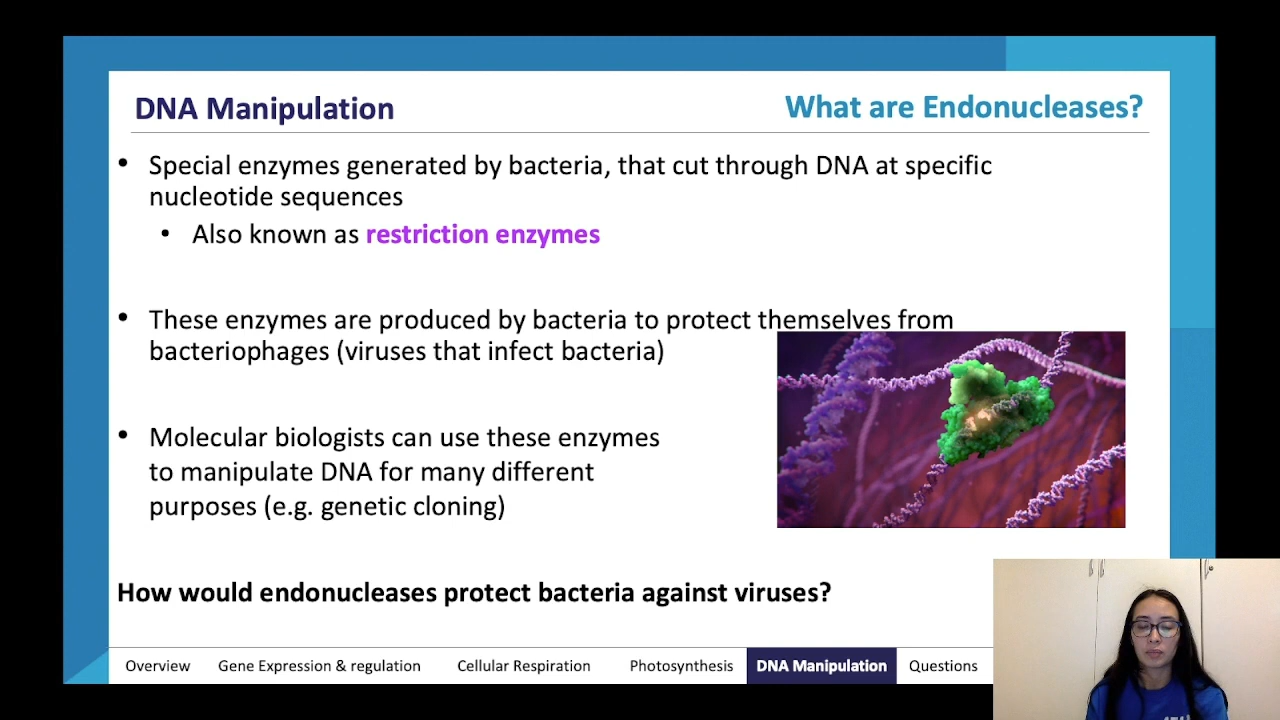 DNA Manipulation
What are Endonucleases?
• Special enzymes generated by bacteria, that cut through DNA at specific
nucleotide sequences
• Also known as restriction enzymes
• These enzymes are produced by bacteria to protect themselves from
bacteriophages (viruses that infect bacteria)
• Molecular biologists can use these enzymes
to manipulate DNA for many different
purposes (e.g. genetic cloning)
How would endonucleases protect bacteria against viruses?
Overview Gene Expression & regulation Cellular Respiration Photosynthesis DNA Manipulation Questions